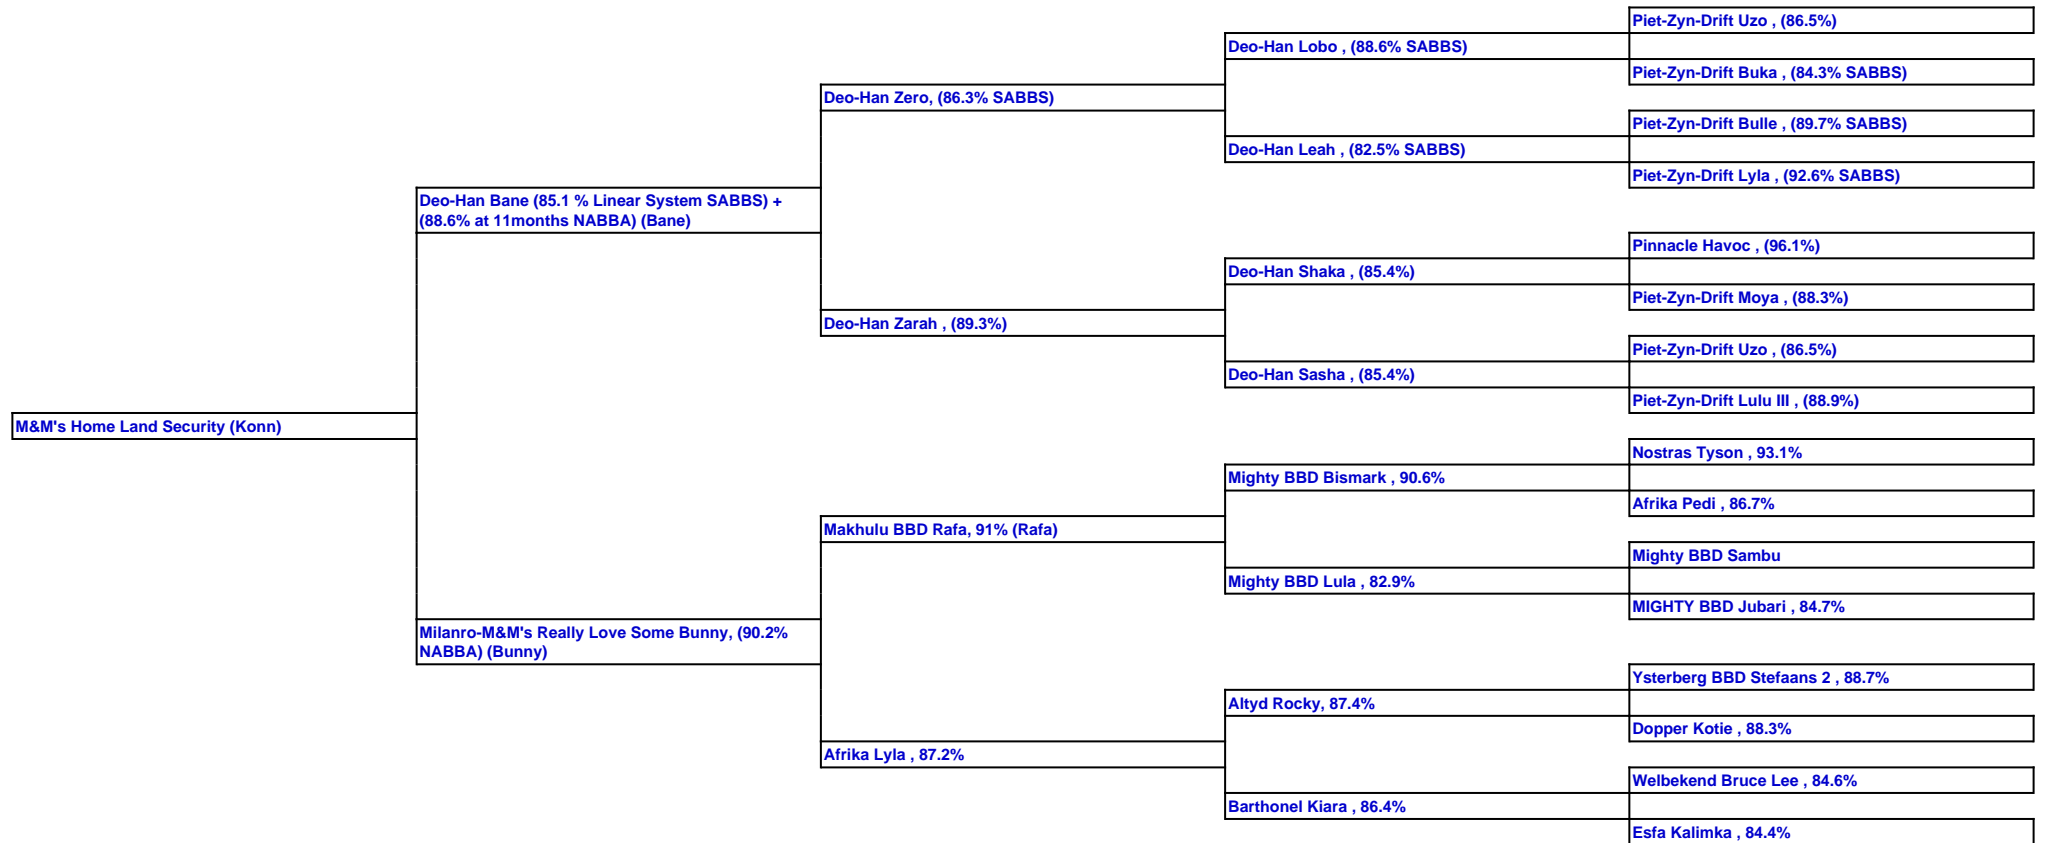 Piet-Zyn-Drift Uzo , (86.5%)
Deo-Han Lobo , (88.6% SABBS)
Piet-Zyn-Drift Buka , (84.3% SABBS)
Deo-Han Zero, (86.3% SABBS)
Piet-Zyn-Drift Bulle , (89.7% SABBS)
Deo-Han Leah , (82.5% SABBS)
Piet-Zyn-Drift Lyla , (92.6% SABBS)
Deo-Han Bane (85.1 % Linear System SABBS) +
(88.6% at 11months NABBA) (Bane)
Pinnacle Havoc , (96.1%)
Deo-Han Shaka , (85.4%)
Piet-Zyn-Drift Moya , (88.3%)
Deo-Han Zarah , (89.3%)
Piet-Zyn-Drift Uzo , (86.5%)
Deo-Han Sasha , (85.4%)
Piet-Zyn-Drift Lulu III , (88.9%)
M&M's Home Land Security (Konn)
Nostras Tyson , 93.1%
Mighty BBD Bismark , 90.6%
Afrika Pedi , 86.7%
Makhulu BBD Rafa, 91% (Rafa)
Mighty BBD Sambu
Mighty BBD Lula , 82.9%
MIGHTY BBD Jubari , 84.7%
Milanro-M&M's Really Love Some Bunny, (90.2%
NABBA) (Bunny)
Ysterberg BBD Stefaans 2 , 88.7%
Altyd Rocky, 87.4%
Dopper Kotie , 88.3%
Afrika Lyla , 87.2%
Welbekend Bruce Lee , 84.6%
Barthonel Kiara , 86.4%
Esfa Kalimka , 84.4%